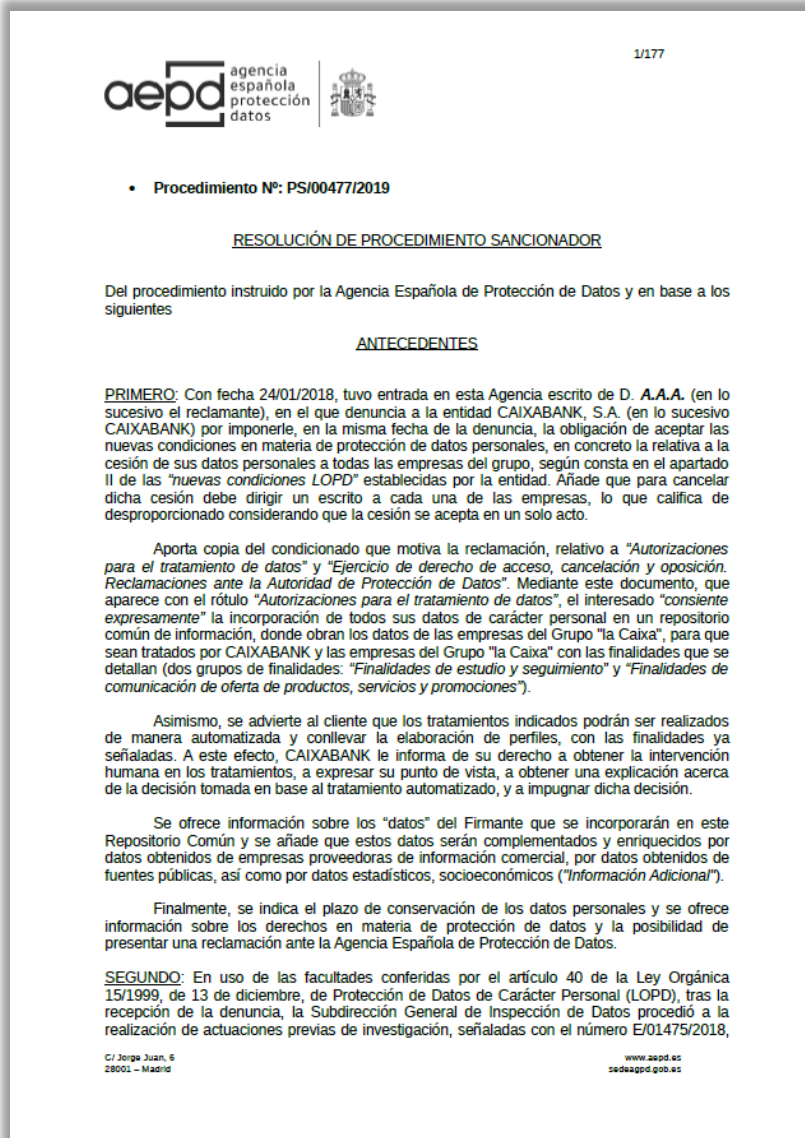 1/177
aepd
agencia
española
protección
datos
• Procedimiento Nº: PS/00477/2019
RESOLUCIÓN DE PROCEDIMIENTO SANCIONADOR
Del procedimiento instruido por la Agencia Española de Protección de Datos y en base a los
siguientes
ANTECEDENTES
PRIMERO: Con fecha 24/01/2018, tuvo entrada en esta Agencia escrito de D. A.A.A. (en lo
sucesivo el reclamante), en el que denuncia a la entidad CAIXABANK, S.A. (en lo sucesivo
CAIXABANK) por imponerle, en la misma fecha de la denuncia, la obligación de aceptar las
nuevas condiciones en materia de protección de datos personales, en concreto la relativa a la
cesión de sus datos personales a todas las empresas del grupo, según consta en el apartado
II de las “nuevas condiciones LOPD” establecidas por la entidad. Añade que para cancelar
dicha cesión debe dirigir un escrito a cada una de las empresas, lo que califica de
desproporcionado considerando que la cesión se acepta en un solo acto.
Aporta copia del condicionado que motiva la reclamación, relativo a “Autorizaciones
para el tratamiento de datos” y “Ejercicio de derecho de acceso, cancelación y oposición.
Reclamaciones ante la Autoridad de Protección de Datos”. Mediante este documento, que
aparece con el rótulo “Autorizaciones para el tratamiento de datos”, el interesado “consiente
expresamente” la incorporación de todos sus datos de carácter personal en un repositorio
común de información, donde obran los datos de las empresas del Grupo "la Caixa", para que
sean tratados por CAIXABANK y las empresas del Grupo "la Caixa" con las finalidades que se
detallan (dos grupos de finalidades: “Finalidades de estudio y seguimiento” y “Finalidades de
comunicación de oferta de productos, servicios y promociones”).
Asimismo, se advierte al cliente que los tratamientos indicados podrán ser realizados
de manera automatizada y conllevar la elaboración de perfiles, con las finalidades ya
señaladas. A este efecto, CAIXABANK le informa de su derecho a obtener la intervención
humana en los tratamientos, a expresar su punto de vista, a obtener una explicación acerca
de la decisión tomada en base al tratamiento automatizado, y a impugnar dicha decisión.
Se ofrece información sobre los “datos” del Firmante que se incorporarán en este
Repositorio Común y se añade que estos datos serán complementados y enriquecidos por
datos obtenidos de empresas proveedoras de información comercial, por datos obtenidos de
fuentes públicas, así como por datos estadísticos, socioeconómicos ("Información Adicional").
Finalmente, se indica el plazo de conservación de los datos personales y se ofrece
información sobre los derechos en materia de protección de datos y la posibilidad de
presentar una reclamación ante la Agencia Española de Protección de Datos.
SEGUNDO: En uso de las facultades conferidas por el artículo 40 de la Ley Orgánica
15/1999, de 13 de diciembre, de Protección de Datos de Carácter Personal (LOPD), tras la
recepción de la denuncia, la Subdirección General de Inspección de Datos procedió a la
realización de actuaciones previas de investigación, señaladas con el número E/01475/2018,
C/ Jorge Juan, 6
28001 – Madrid
www.aepd.es
sedeagpd.gob.es